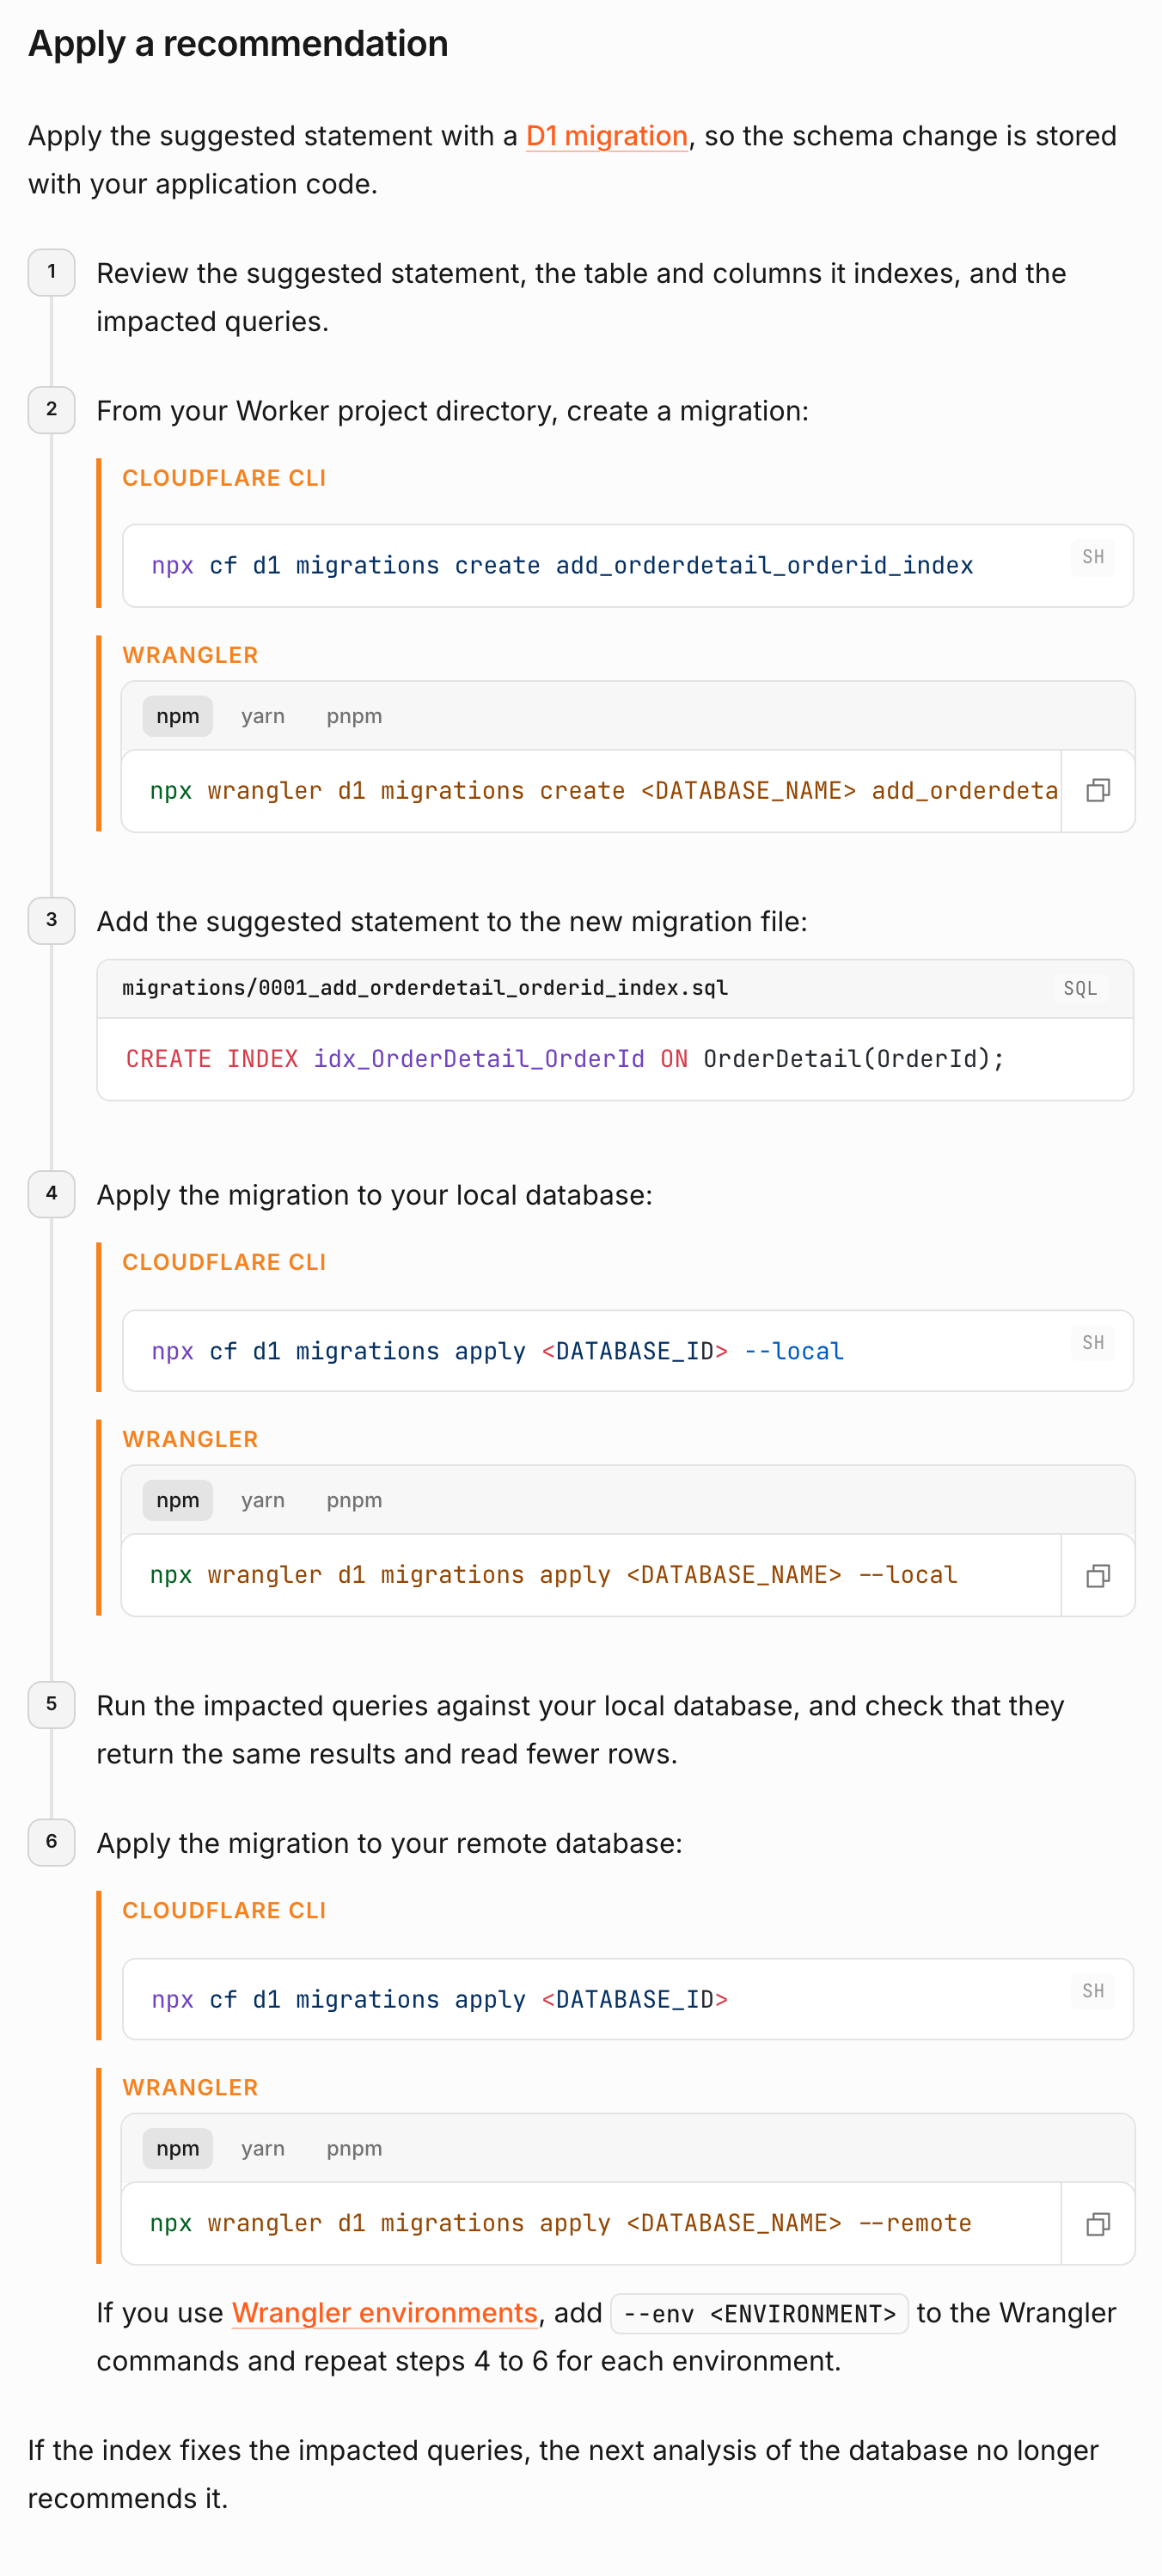 Apply a recommendation
Apply the suggested statement with a D1 migration, so the schema change is stored
with your application code.
1
Review the suggested statement, the table and columns it indexes, and the
impacted queries.
2
From your Worker project directory, create a migration:
CLOUDFLARE CLI
npx cf d1 migrations create add_orderdetail_orderid_index
SH
WRANGLER
npm yarn pnpm
npx wrangler d1 migrations create <DATABASE_NAME> add_orderdeta
3
Add the suggested statement to the new migration file:
migrations/0001_add_orderdetail_orderid_index.sql
SQL
CREATE INDEX idx_OrderDetail_OrderId ON OrderDetail(OrderId);
4
Apply the migration to your local database:
CLOUDFLARE CLI
npx cf d1 migrations apply <DATABASE_ID> --local
SH
WRANGLER
npm yarn pnpm
npx wrangler d1 migrations apply <DATABASE_NAME> --local
5
Run the impacted queries against your local database, and check that they
return the same results and read fewer rows.
6
Apply the migration to your remote database:
CLOUDFLARE CLI
npx cf d1 migrations apply <DATABASE_ID>
SH
WRANGLER
npm yarn pnpm
npx wrangler d1 migrations apply <DATABASE_NAME> --remote
If you use Wrangler environments, add --env <ENVIRONMENT> to the Wrangler
commands and repeat steps 4 to 6 for each environment.
If the index fixes the impacted queries, the next analysis of the database no longer
recommends it.